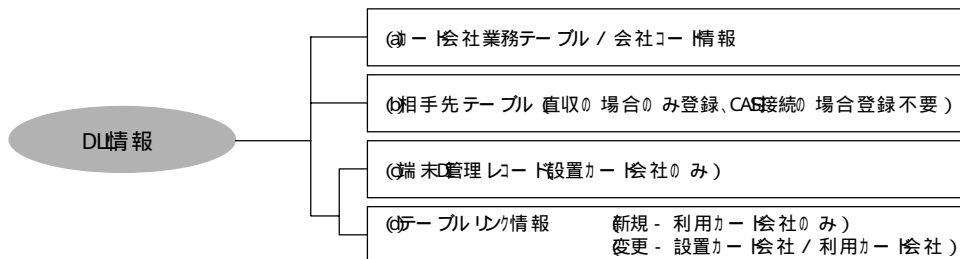 DL情報
(a)カード会社業務テーブル / 会社コード情報
(b)相手先テーブル (直収の場合のみ登録、CAFIS接続の場合登録不要)
(c)端末ID管理レコード(設置カード会社のみ)
(d)テーブルリンク情報 (新規 - 利用カード会社のみ)
(変更 - 設置カード会社 / 利用カード会社)